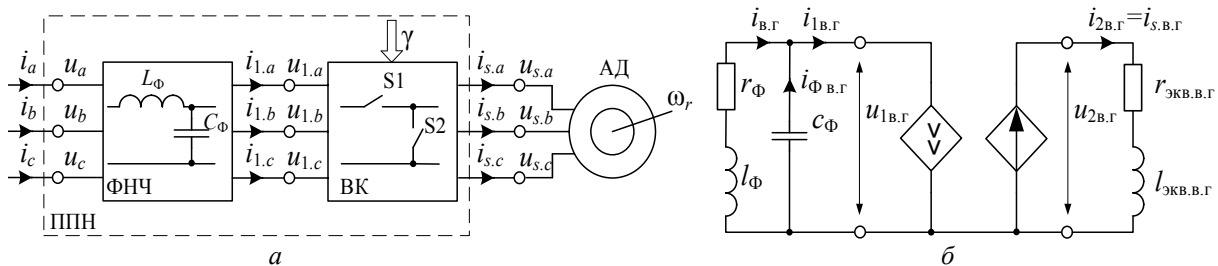 i_a u_a i_1.a u_1.a γ i_s.a u_s.a АД
L_Ф S1
i_b u_b C_Ф i_1.b u_1.b S2 i_s.b u_s.b ω_r
i_c u_c i_1.c u_1.c i_s.c u_s.c
ФНЧ ВК
ППН
а
i_в.г i_1в.г i_2в.г=i_s.в.г
r_Ф i_Ф в.г r_экв.в.г
c_Ф u_1в.г u_2в.г
l_Ф l_экв.в.г
б